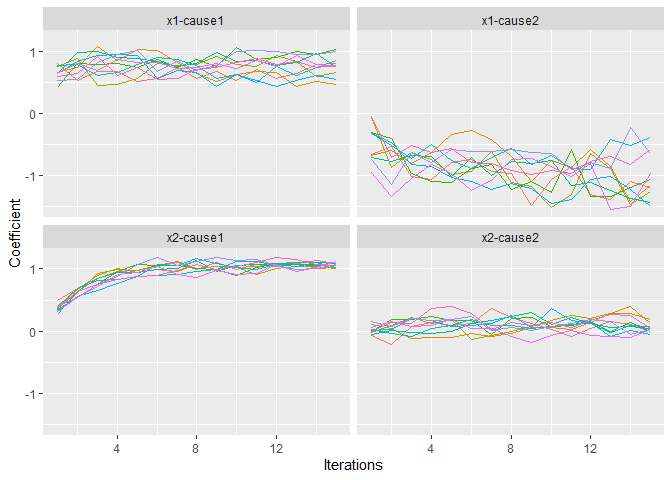 x1-cause1
x1-cause2
1
0
-1
Coefficient
x2-cause1
x2-cause2
1
0
-1
4
8
12
4
8
12
Iterations